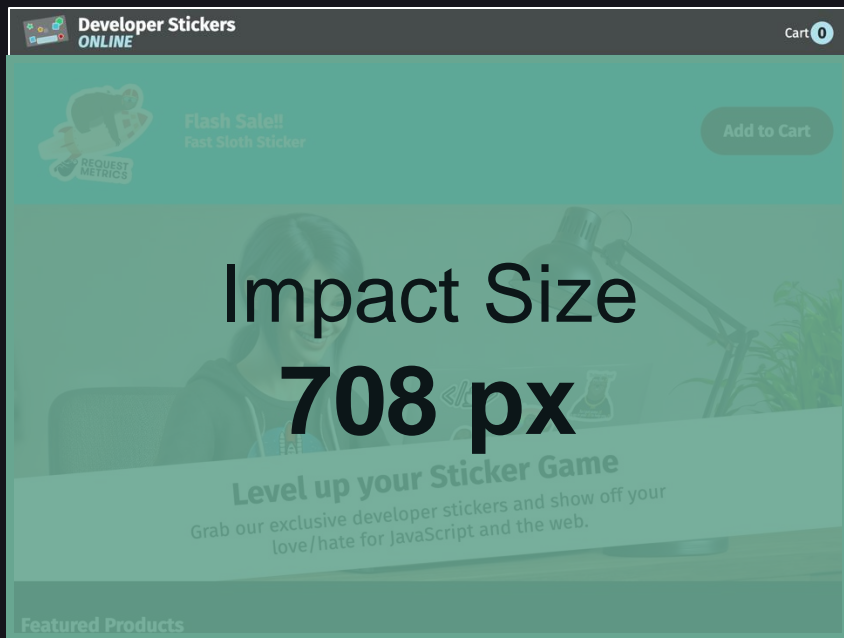 Developer Stickers
ONLINE
Cart 0
Flash Sale!!
Fast Sloth Sticker
Add to Cart
REQUEST
METRICS
Impact Size
</>
708 px
Level up your Sticker Game
Grab our exclusive developer stickers and show off your
love/hate for JavaScript and the web.
Featured Products